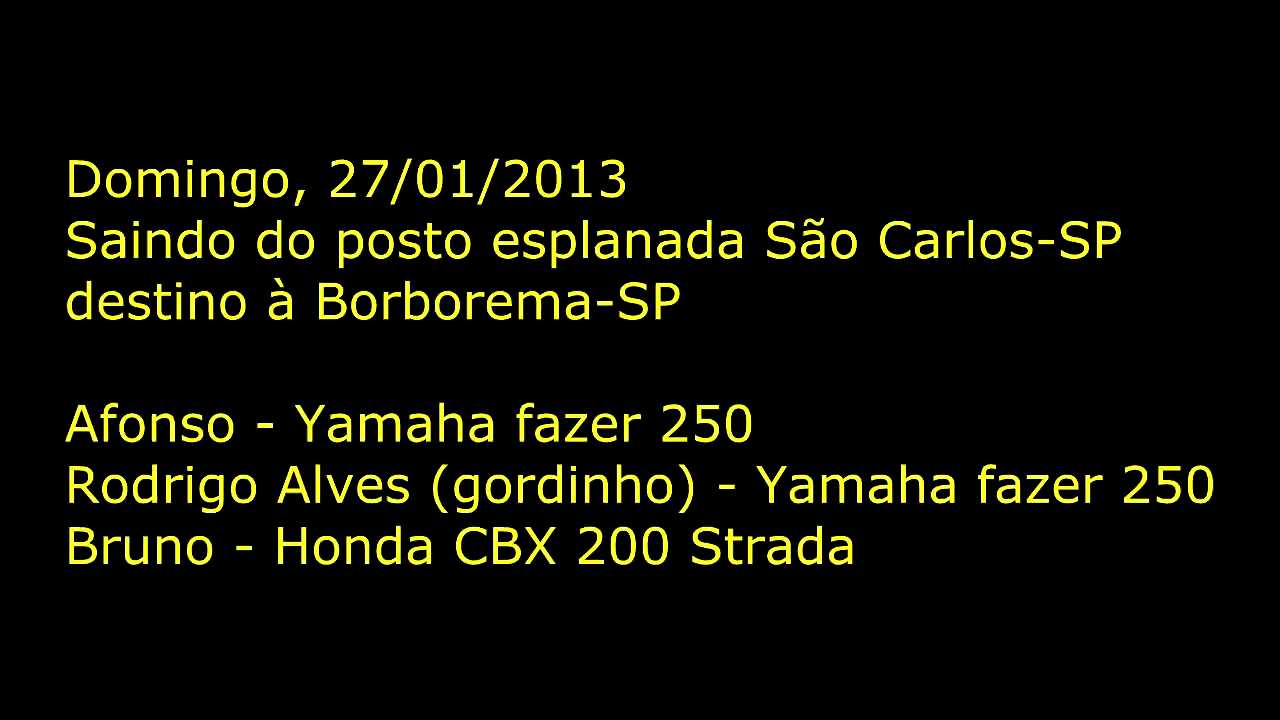 Domingo, 27/01/2013
Saindo do posto esplanada São Carlos-SP
destino à Borborema-SP
Afonso - Yamaha fazer 250
Rodrigo Alves (gordinho) - Yamaha fazer 250
Bruno - Honda CBX 200 Strada